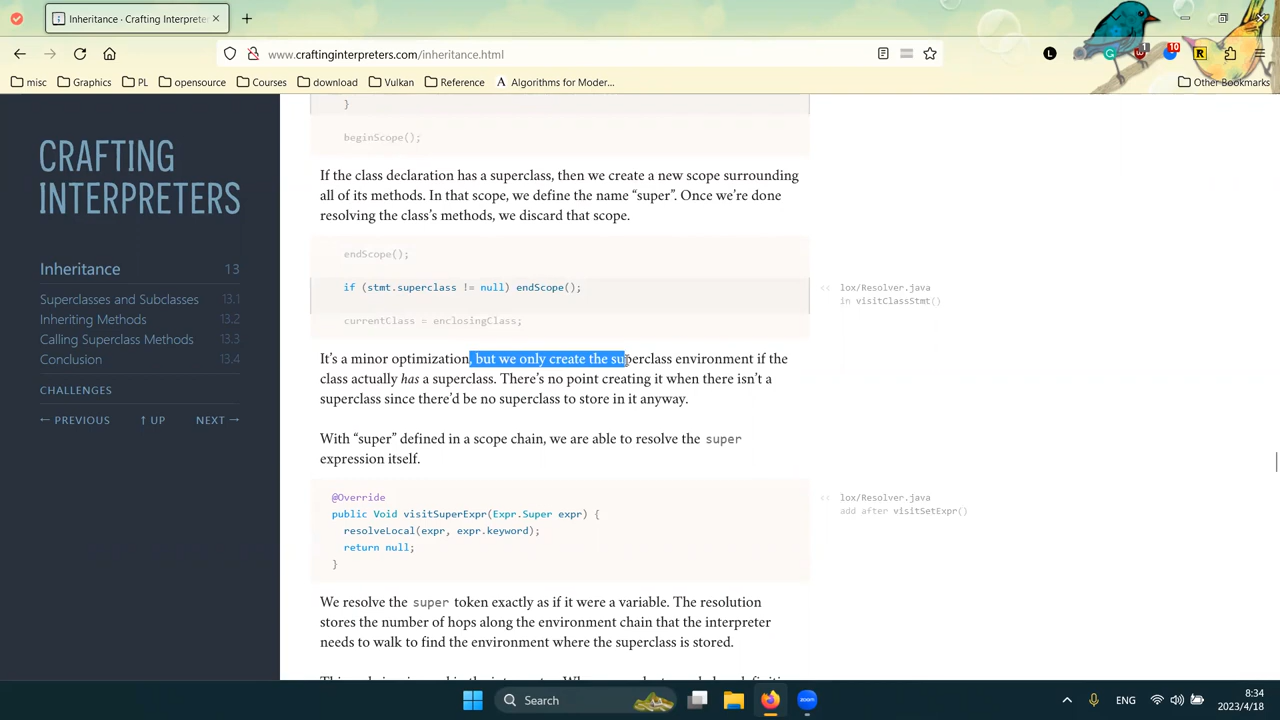 Inheritance · Crafting Interprete
www.craftinginterpreters.com/inheritance.html
L
G
1
10
R
misc
Graphics
PL
opensource
Courses
download
Vulkan
Reference
A Algorithms for Moder...
Other Bookmarks
CRAFTING
INTERPRETERS
Inheritance 13
Superclasses and Subclasses 13.1
Inheriting Methods 13.2
Calling Superclass Methods 13.3
Conclusion 13.4
CHALLENGES
← PREVIOUS ↑ UP NEXT →
}
beginScope();
If the class declaration has a superclass, then we create a new scope surrounding
all of its methods. In that scope, we define the name “super”. Once we’re done
resolving the class’s methods, we discard that scope.
endScope();
if (stmt.superclass != null) endScope();
currentClass = enclosingClass;
<< lox/Resolver.java
in visitClassStmt()
It’s a minor optimization, but we only create the superclass environment if the
class actually has a superclass. There’s no point creating it when there isn’t a
superclass since there’d be no superclass to store in it anyway.
With “super” defined in a scope chain, we are able to resolve the super
expression itself.
@Override
public Void visitSuperExpr(Expr.Super expr) {
resolveLocal(expr, expr.keyword);
return null;
}
<< lox/Resolver.java
add after visitSetExpr()
We resolve the super token exactly as if it were a variable. The resolution
stores the number of hops along the environment chain that the interpreter
needs to walk to find the environment where the superclass is stored.
Search
zoom
ENG
8:34
2023/4/18